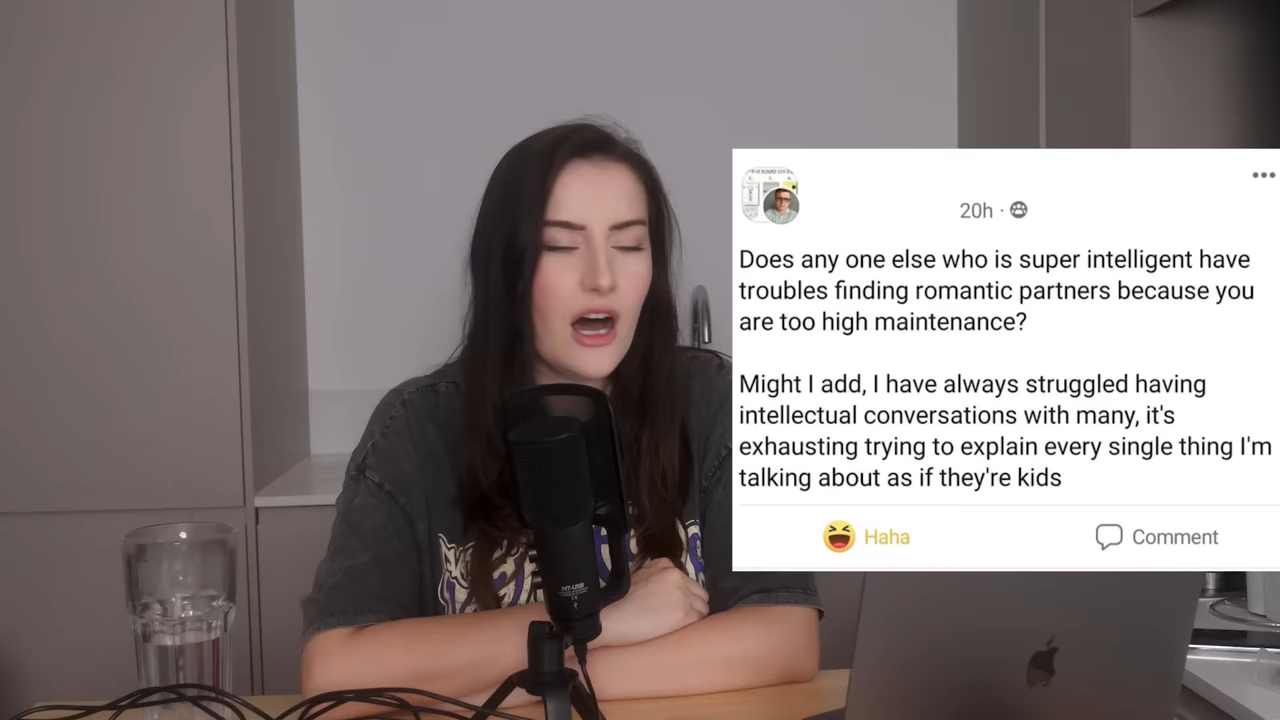 20h
Does any one else who is super intelligent have
troubles finding romantic partners because you
are too high maintenance?
Might I add, I have always struggled having
intellectual conversations with many, it's
exhausting trying to explain every single thing I'm
talking about as if they're kids
Haha
Comment
NT-USB